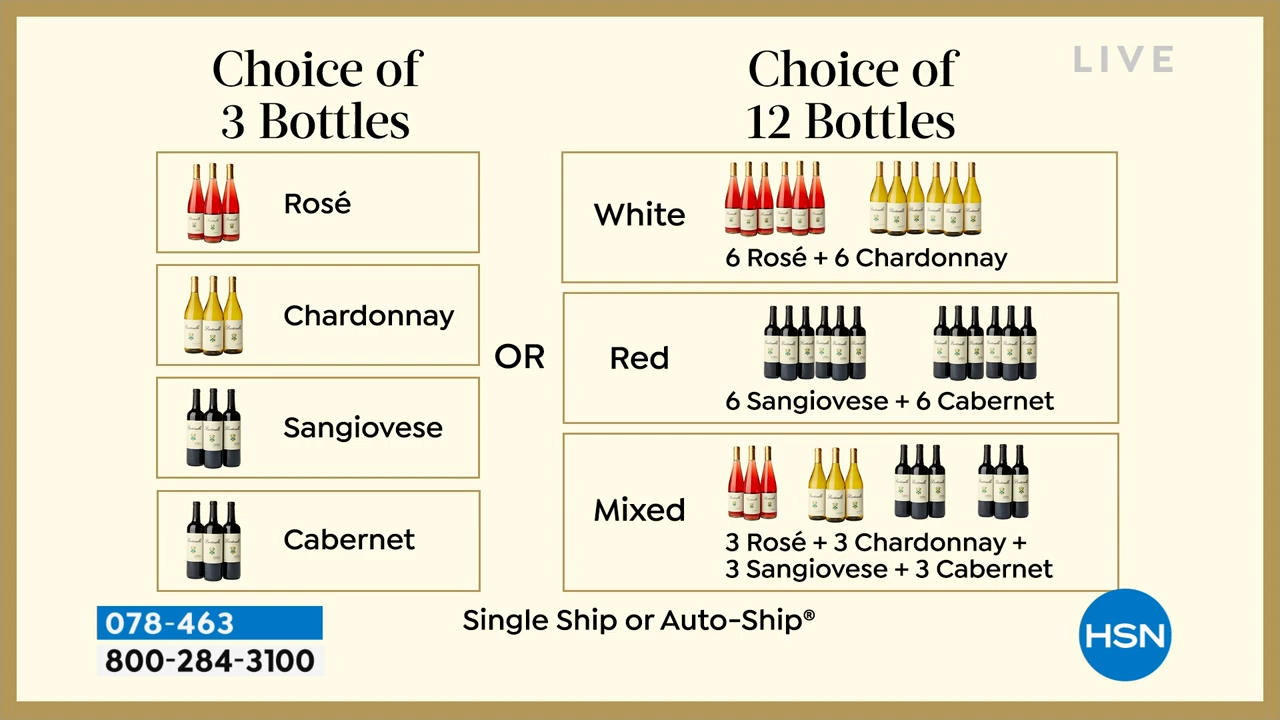 Choice of
3 Bottles
Rosé
Chardonnay
Sangiovese
Cabernet
OR
Choice of
12 Bottles
White
6 Rosé + 6 Chardonnay
Red
6 Sangiovese + 6 Cabernet
Mixed
3 Rosé + 3 Chardonnay +
3 Sangiovese + 3 Cabernet
Single Ship or Auto-Ship®
LIVE
078-463
800-284-3100
HSN